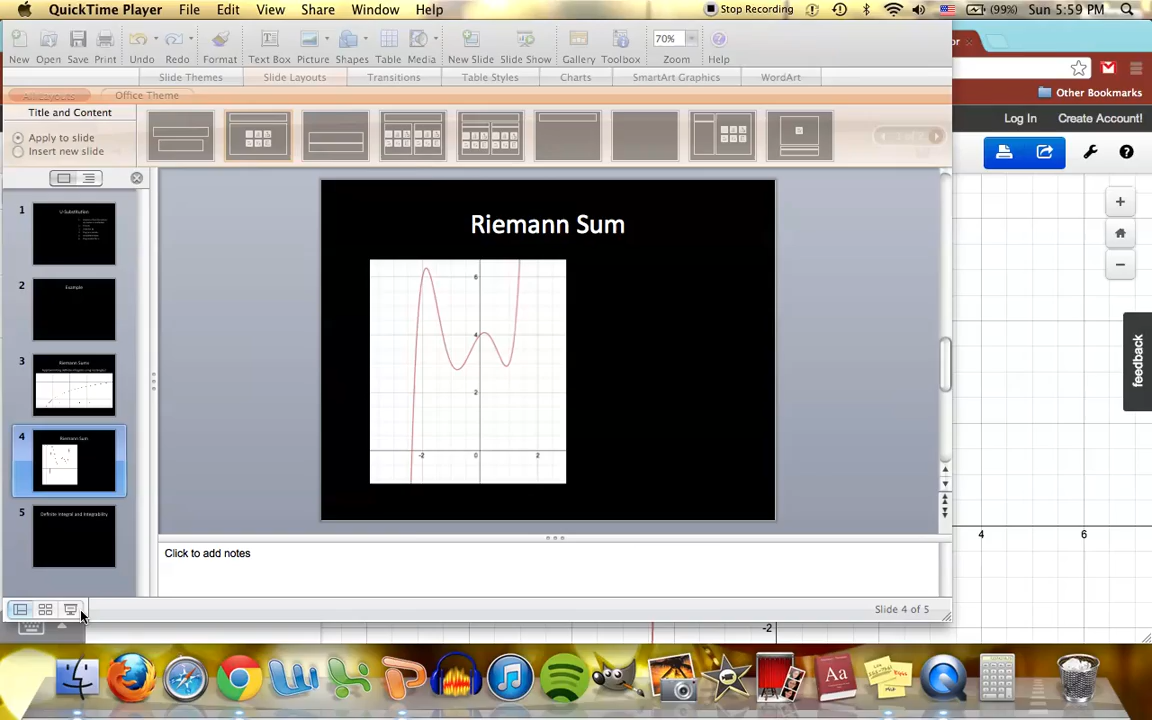 QuickTime Player File Edit View Share Window Help Stop Recording (99%) Sun 5:59 PM
New Open Save Print Undo Redo Format Text Box Picture Shapes Table Media New Slide Slide Show Gallery Toolbox Zoom Help
70%
Slide Themes Slide Layouts Transitions Table Styles Charts SmartArt Graphics WordArt
All Layouts Office Theme
Other Bookmarks
Title and Content
Apply to slide
Insert new slide
Log In Create Account!
1
U-Substitution
2
Example
3
Riemann Sums
4
Riemann Sum
5
Definite Integral and Integrability
Riemann Sum
6
4
2
-2 0 2
feedback
4 6
-2
Click to add notes
Slide 4 of 5
Aa